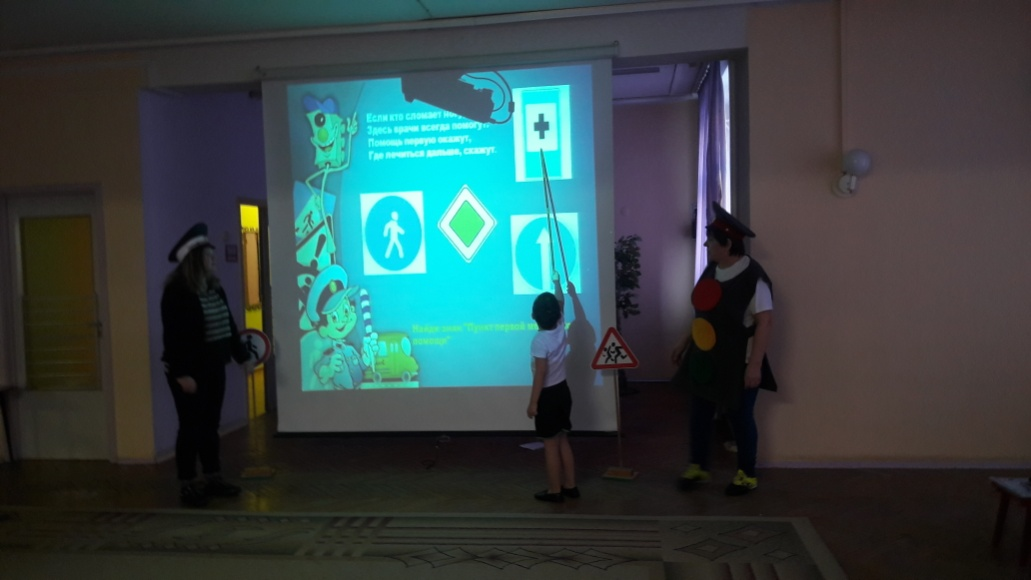 Если кто сломает
Здесь врачи всегда помогут.
Помощь первую окажут,
Где лечиться дальше, скажут.
Найди знак "Пункт первой
помощи"